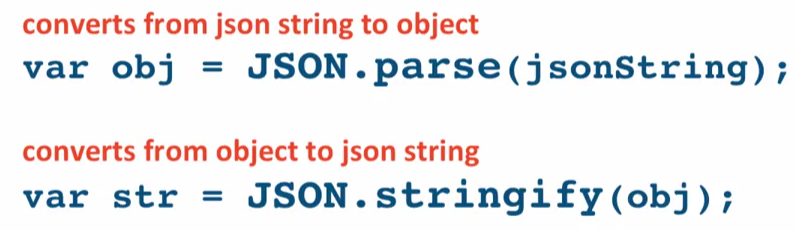 converts from json string to object
var obj = JSON.parse(jsonString);
converts from object to json string
var str = JSON.stringify(obj);